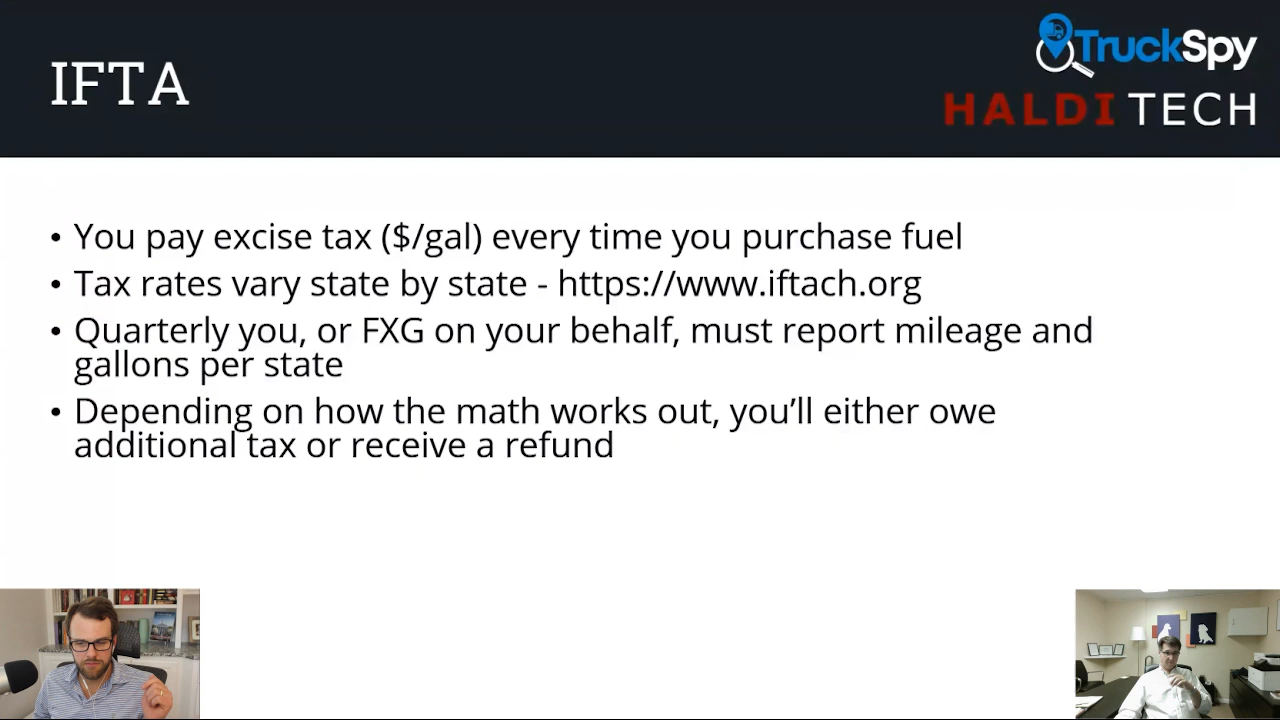 IFTA
TruckSpy
HALDI TECH
• You pay excise tax ($/gal) every time you purchase fuel
• Tax rates vary state by state - https://www.iftach.org
• Quarterly you, or FXG on your behalf, must report mileage and
gallons per state
• Depending on how the math works out, you’ll either owe
additional tax or receive a refund